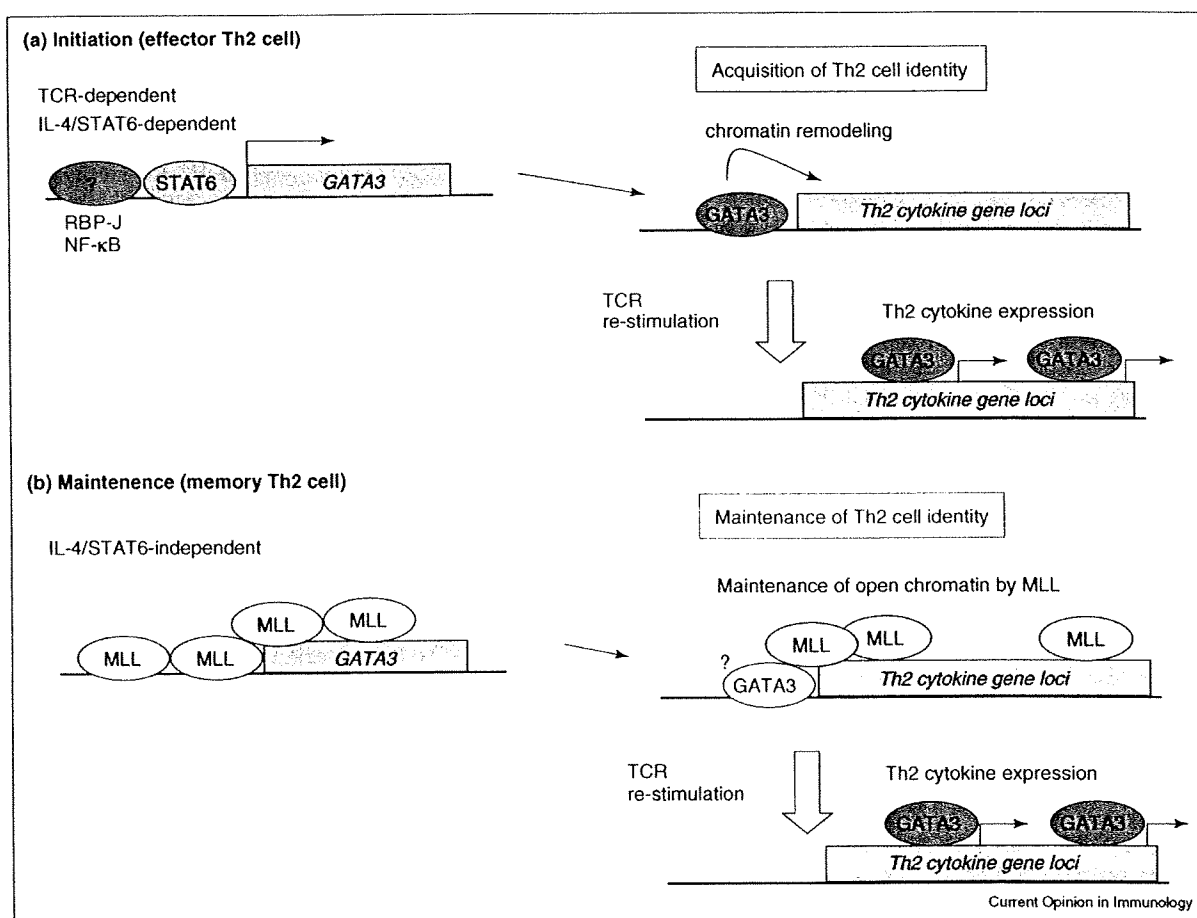 (a) Initiation (effector Th2 cell)
TCR-dependent
IL-4/STAT6-dependent
?
STAT6
GATA3
RBP-J
NF-κB
Acquisition of Th2 cell identity
chromatin remodeling
GATA3
Th2 cytokine gene loci
TCR
re-stimulation
Th2 cytokine expression
GATA3
GATA3
Th2 cytokine gene loci
(b) Maintenence (memory Th2 cell)
IL-4/STAT6-independent
MLL
MLL
MLL
MLL
GATA3
Maintenance of Th2 cell identity
Maintenance of open chromatin by MLL
MLL
MLL
MLL
?
GATA3
Th2 cytokine gene loci
TCR
re-stimulation
Th2 cytokine expression
GATA3
GATA3
Th2 cytokine gene loci
Current Opinion in Immunology